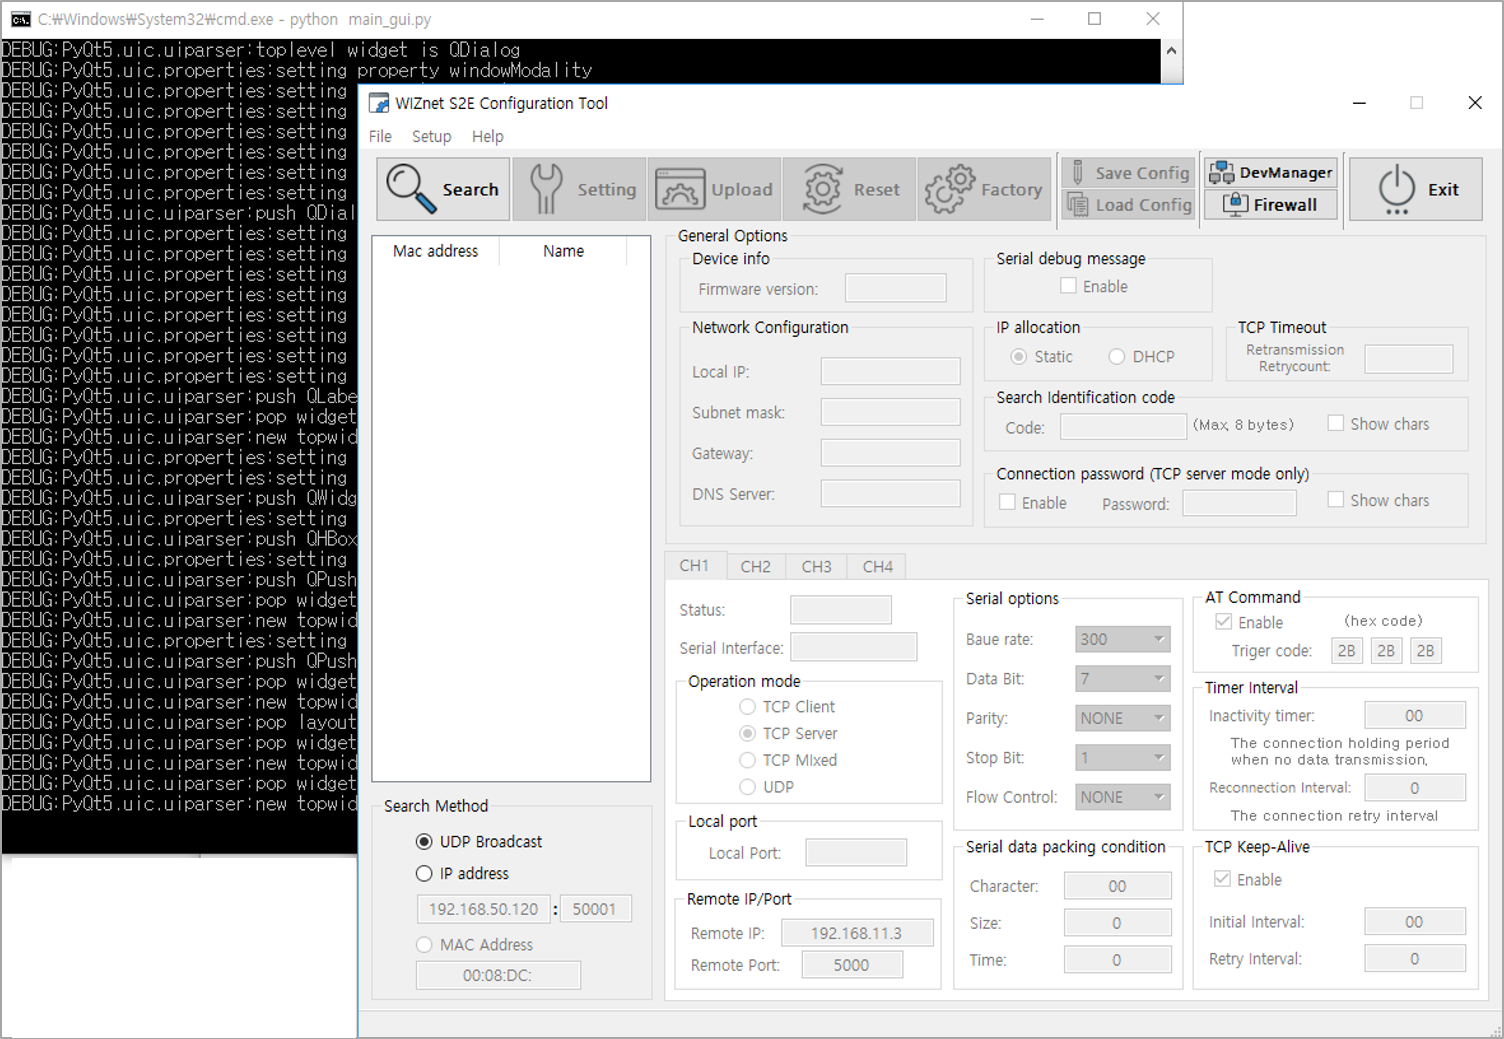 C:₩Windows₩System32₩cmd.exe - python  main_gui.py
DEBUG:PyQt5.uic.uiparser:toplevel widget is QDialog
DEBUG:PyQt5.uic.properties:setting property windowModality
DEBUG:PyQt5.uic.properties:setting
DEBUG:PyQt5.uic.properties:setting
DEBUG:PyQt5.uic.properties:setting
DEBUG:PyQt5.uic.properties:setting
DEBUG:PyQt5.uic.properties:setting
DEBUG:PyQt5.uic.properties:setting
DEBUG:PyQt5.uic.uiparser:push QDial
DEBUG:PyQt5.uic.properties:setting
DEBUG:PyQt5.uic.properties:setting
DEBUG:PyQt5.uic.properties:setting
DEBUG:PyQt5.uic.properties:setting
DEBUG:PyQt5.uic.properties:setting
DEBUG:PyQt5.uic.properties:setting
DEBUG:PyQt5.uic.properties:setting
DEBUG:PyQt5.uic.properties:setting
DEBUG:PyQt5.uic.uiparser:push QLabe
DEBUG:PyQt5.uic.uiparser:pop widget
DEBUG:PyQt5.uic.uiparser:new topwid
DEBUG:PyQt5.uic.properties:setting
DEBUG:PyQt5.uic.properties:setting
DEBUG:PyQt5.uic.uiparser:push QWidg
DEBUG:PyQt5.uic.properties:setting
DEBUG:PyQt5.uic.uiparser:push QHBox
DEBUG:PyQt5.uic.properties:setting
DEBUG:PyQt5.uic.uiparser:push QPush
DEBUG:PyQt5.uic.uiparser:pop widget
DEBUG:PyQt5.uic.uiparser:new topwid
DEBUG:PyQt5.uic.properties:setting
DEBUG:PyQt5.uic.uiparser:push QPush
DEBUG:PyQt5.uic.uiparser:pop widget
DEBUG:PyQt5.uic.uiparser:new topwid
DEBUG:PyQt5.uic.uiparser:pop layout
DEBUG:PyQt5.uic.uiparser:pop widget
DEBUG:PyQt5.uic.uiparser:new topwid
DEBUG:PyQt5.uic.uiparser:pop widget
DEBUG:PyQt5.uic.uiparser:new topwid
WIZnet S2E Configuration Tool
File Setup Help
Search Setting Upload Reset Factory
Save Config
Load Config
DevManager
Firewall
Exit
Mac address Name
Search Method
UDP Broadcast
IP address
192.168.50.120 : 50001
MAC Address
00:08:DC:
General Options
Device info
Firmware version:
Serial debug message
Enable
Network Configuration
Local IP:
Subnet mask:
Gateway:
DNS Server:
IP allocation
Static DHCP
TCP Timeout
Retransmission
Retrycount:
Search Identification code
Code: (Max, 8 bytes) Show chars
Connection password (TCP server mode only)
Enable Password: Show chars
CH1 CH2 CH3 CH4
Status:
Serial Interface:
Operation mode
TCP Client
TCP Server
TCP MIxed
UDP
Local port
Local Port:
Remote IP/Port
Remote IP: 192.168.11.3
Remote Port: 5000
Serial options
Baue rate: 300
Data Bit: 7
Parity: NONE
Stop Bit: 1
Flow Control: NONE
Serial data packing condition
Character: 00
Size: 0
Time: 0
AT Command
Enable (hex code)
Triger code: 2B 2B 2B
Timer Interval
Inactivity timer: 00
The connection holding period
when no data transmission,
Reconnection Interval: 0
The connection retry interval
TCP Keep-Alive
Enable
Initial Interval: 00
Retry Interval: 0